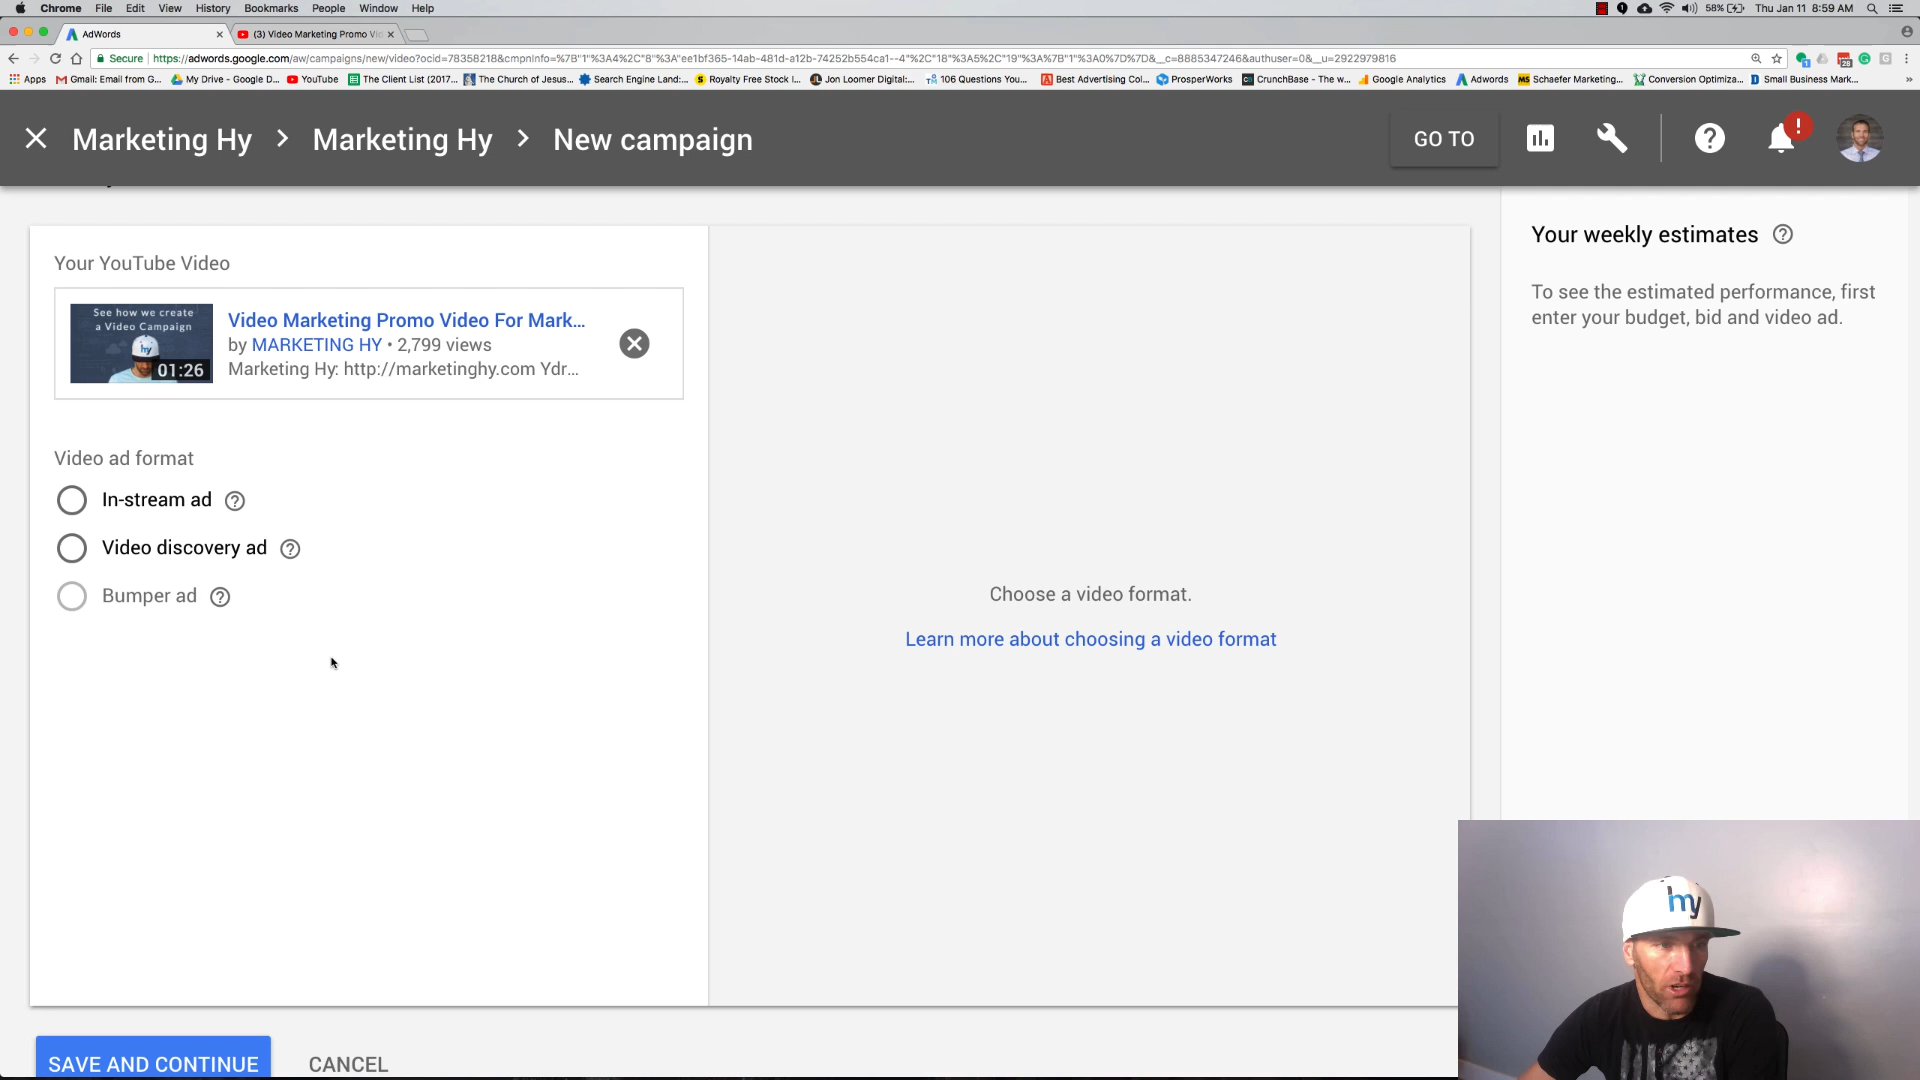 Chrome File Edit View History Bookmarks People Window Help
58% Thu Jan 11 8:59 AM
AdWords
(3) Video Marketing Promo Vi
Secure https://adwords.google.com/aw/campaigns/new/video?ocid=78358218&cmpnInfo=%7B"1"%3A4%2C"8"%3A"ee1bf365-14ab-481d-a12b-74252b554ca1--4"%2C"18"%3A5%2C"19"%3A%7B"1"%3A0%7D%7D&__c=8885347246&authuser=0&__u=2922979816
Apps Gmail: Email from G... My Drive - Google D... YouTube The Client List (2017... The Church of Jesus... Search Engine Land:... Royalty Free Stock I... Jon Loomer Digital:... 106 Questions You... Best Advertising Col... ProsperWorks CrunchBase - The w... Google Analytics Adwords Schaefer Marketing... Conversion Optimiza... Small Business Mark... »
Marketing Hy > Marketing Hy > New campaign
GO TO
Your YouTube Video
See how we create
a Video Campaign
hy
01:26
Video Marketing Promo Video For Mark...
by MARKETING HY • 2,799 views
Marketing Hy: http://marketinghy.com Ydr...
Video ad format
In-stream ad
Video discovery ad
Bumper ad
Choose a video format.
Learn more about choosing a video format
Your weekly estimates
To see the estimated performance, first
enter your budget, bid and video ad.
hy
SAVE AND CONTINUE
CANCEL